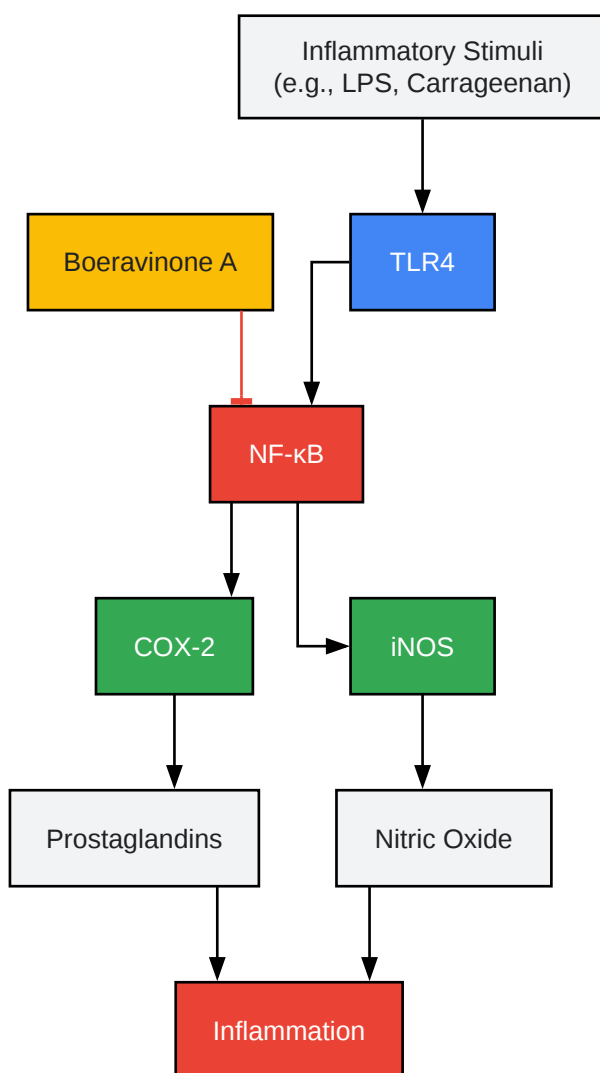 Inflammatory Stimuli
(e.g., LPS, Carrageenan)
Boeravinone A
TLR4
NF-κB
COX-2
iNOS
Prostaglandins
Nitric Oxide
Inflammation